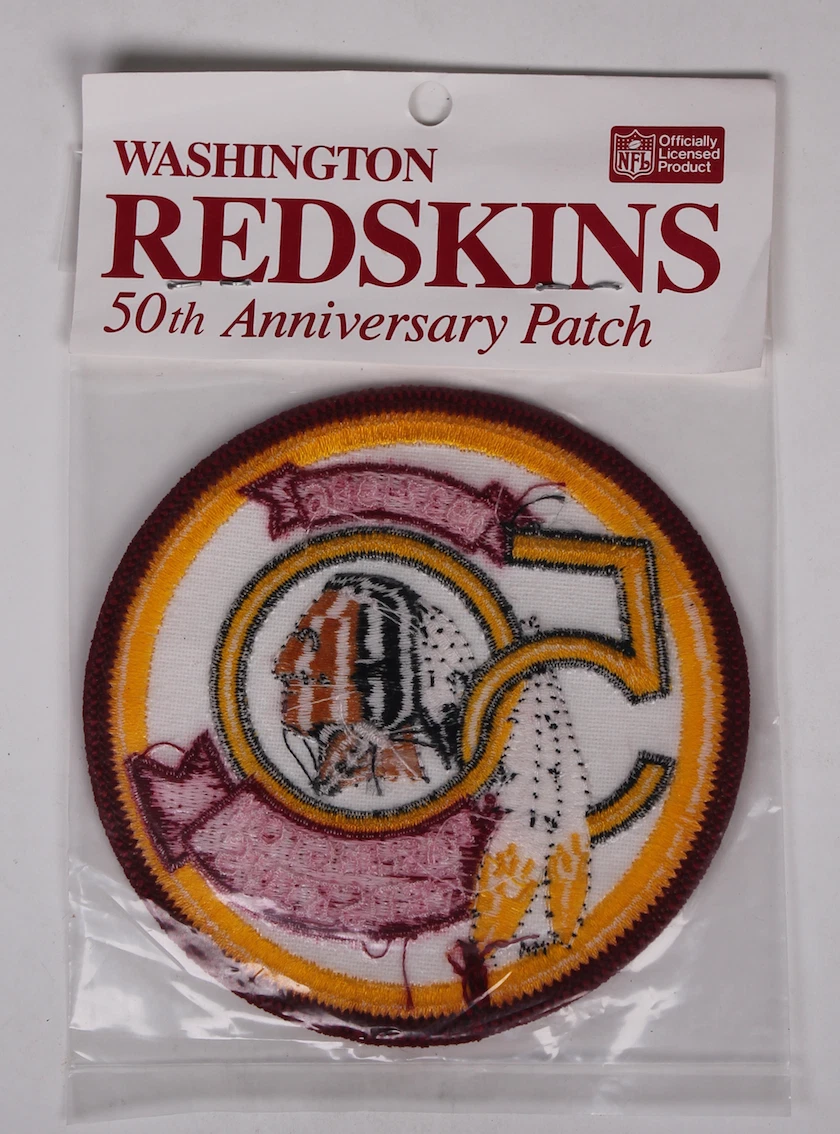 WASHINGTON
REDSKINS
50th Anniversary Patch
NFL
Officially
Licensed
Product